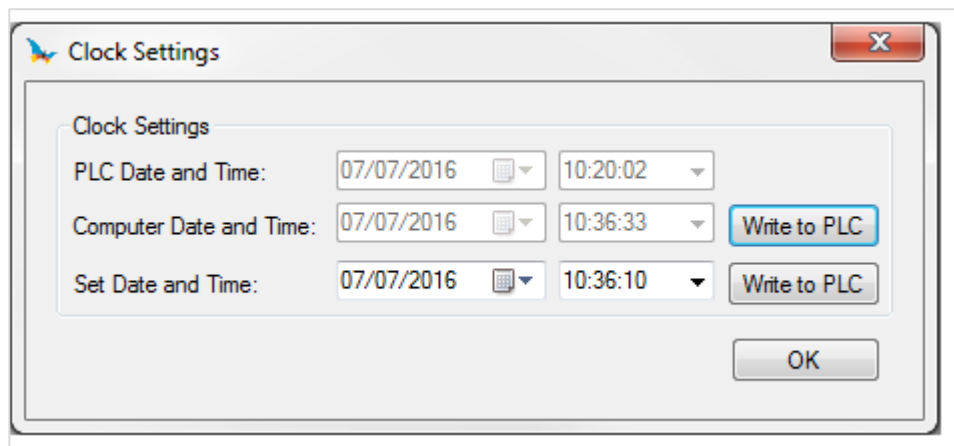 Clock Settings
Clock Settings
PLC Date and Time: 07/07/2016 10:20:02
Computer Date and Time: 07/07/2016 10:36:33 Write to PLC
Set Date and Time: 07/07/2016 10:36:10 Write to PLC
OK